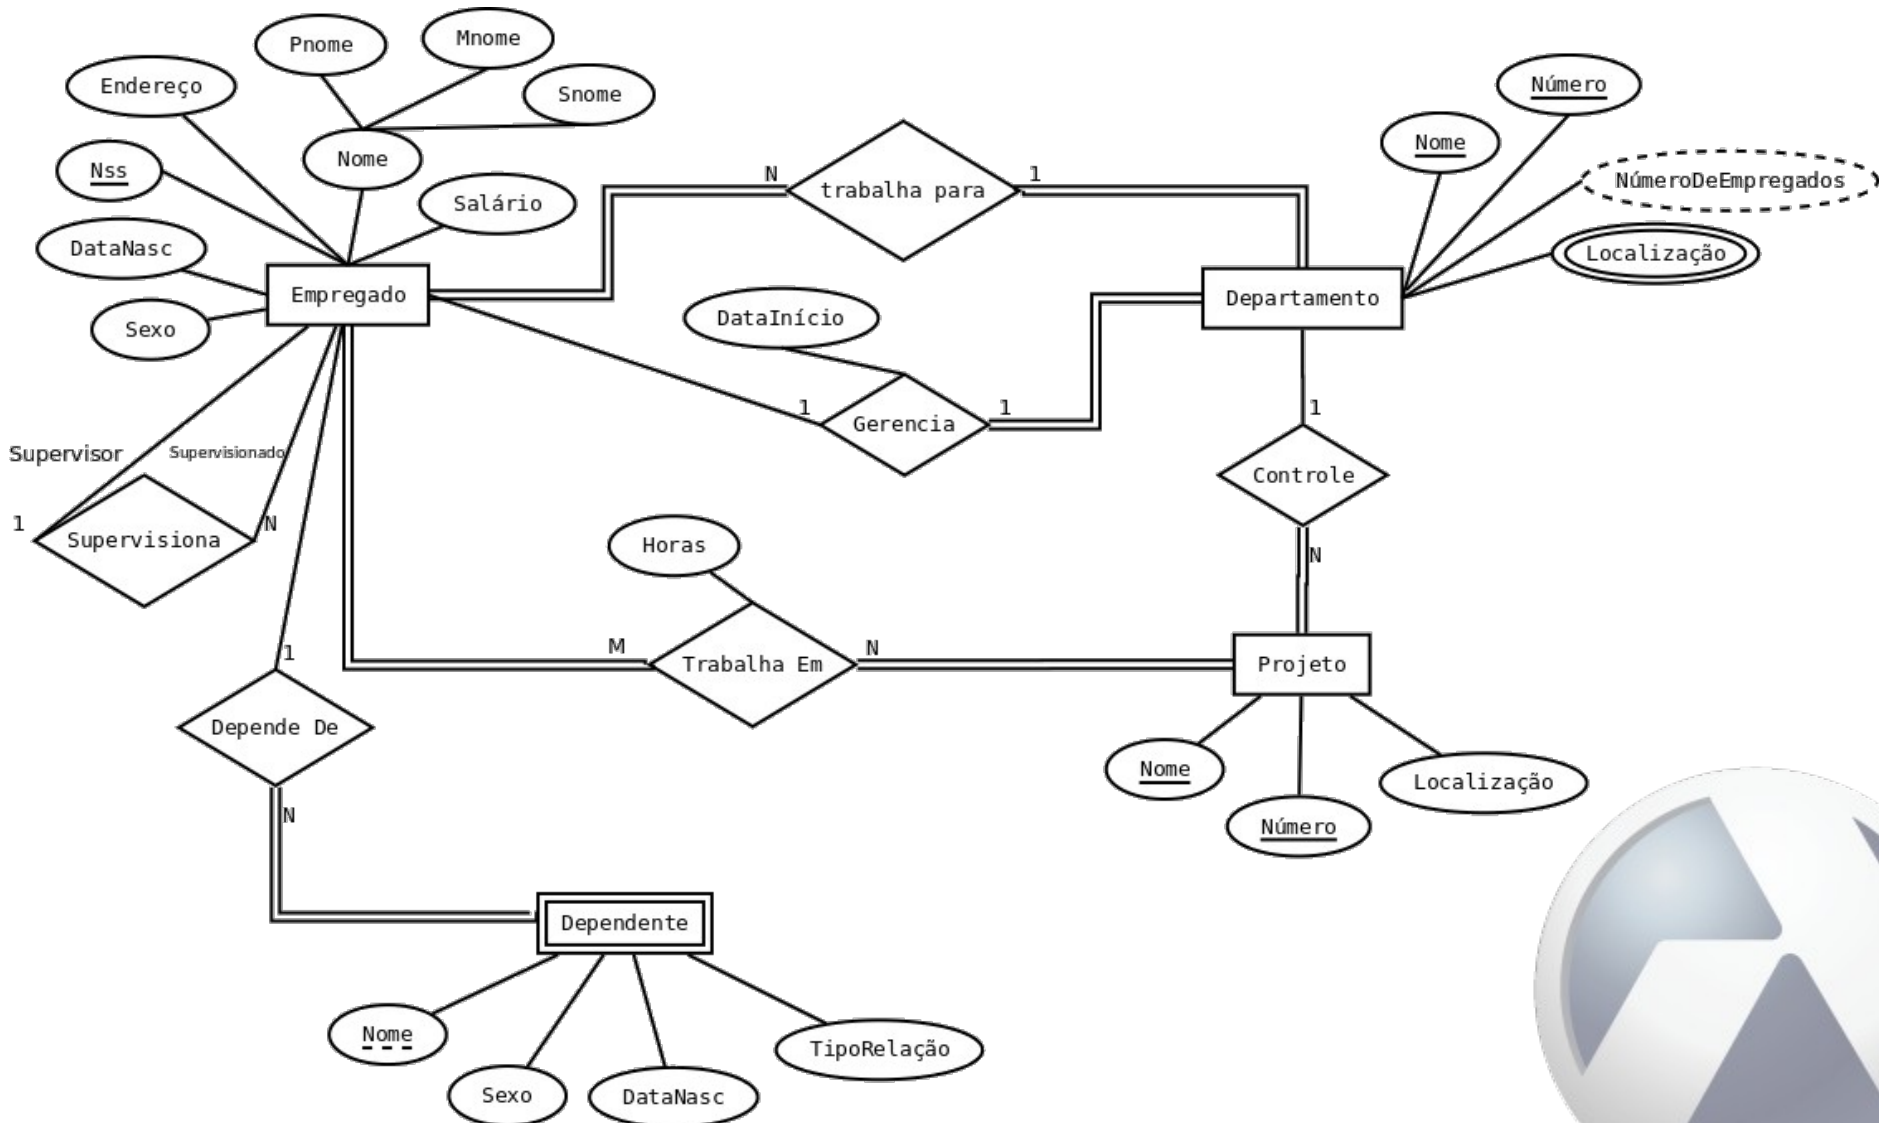 Pnome
Mnome
Endereço
Snome
Número
Nome
Nome
Nss
N
1
trabalha para
NúmeroDeEmpregados
Salário
DataNasc
Localização
Empregado
Departamento
DataInício
Sexo
1
1
1
Gerencia
Supervisor
Supervisionado
Controle
1
N
Supervisiona
Horas
N
M
N
1
Trabalha Em
Projeto
Depende De
Nome
Localização
N
Número
Dependente
Nome
TipoRelação
Sexo
DataNasc